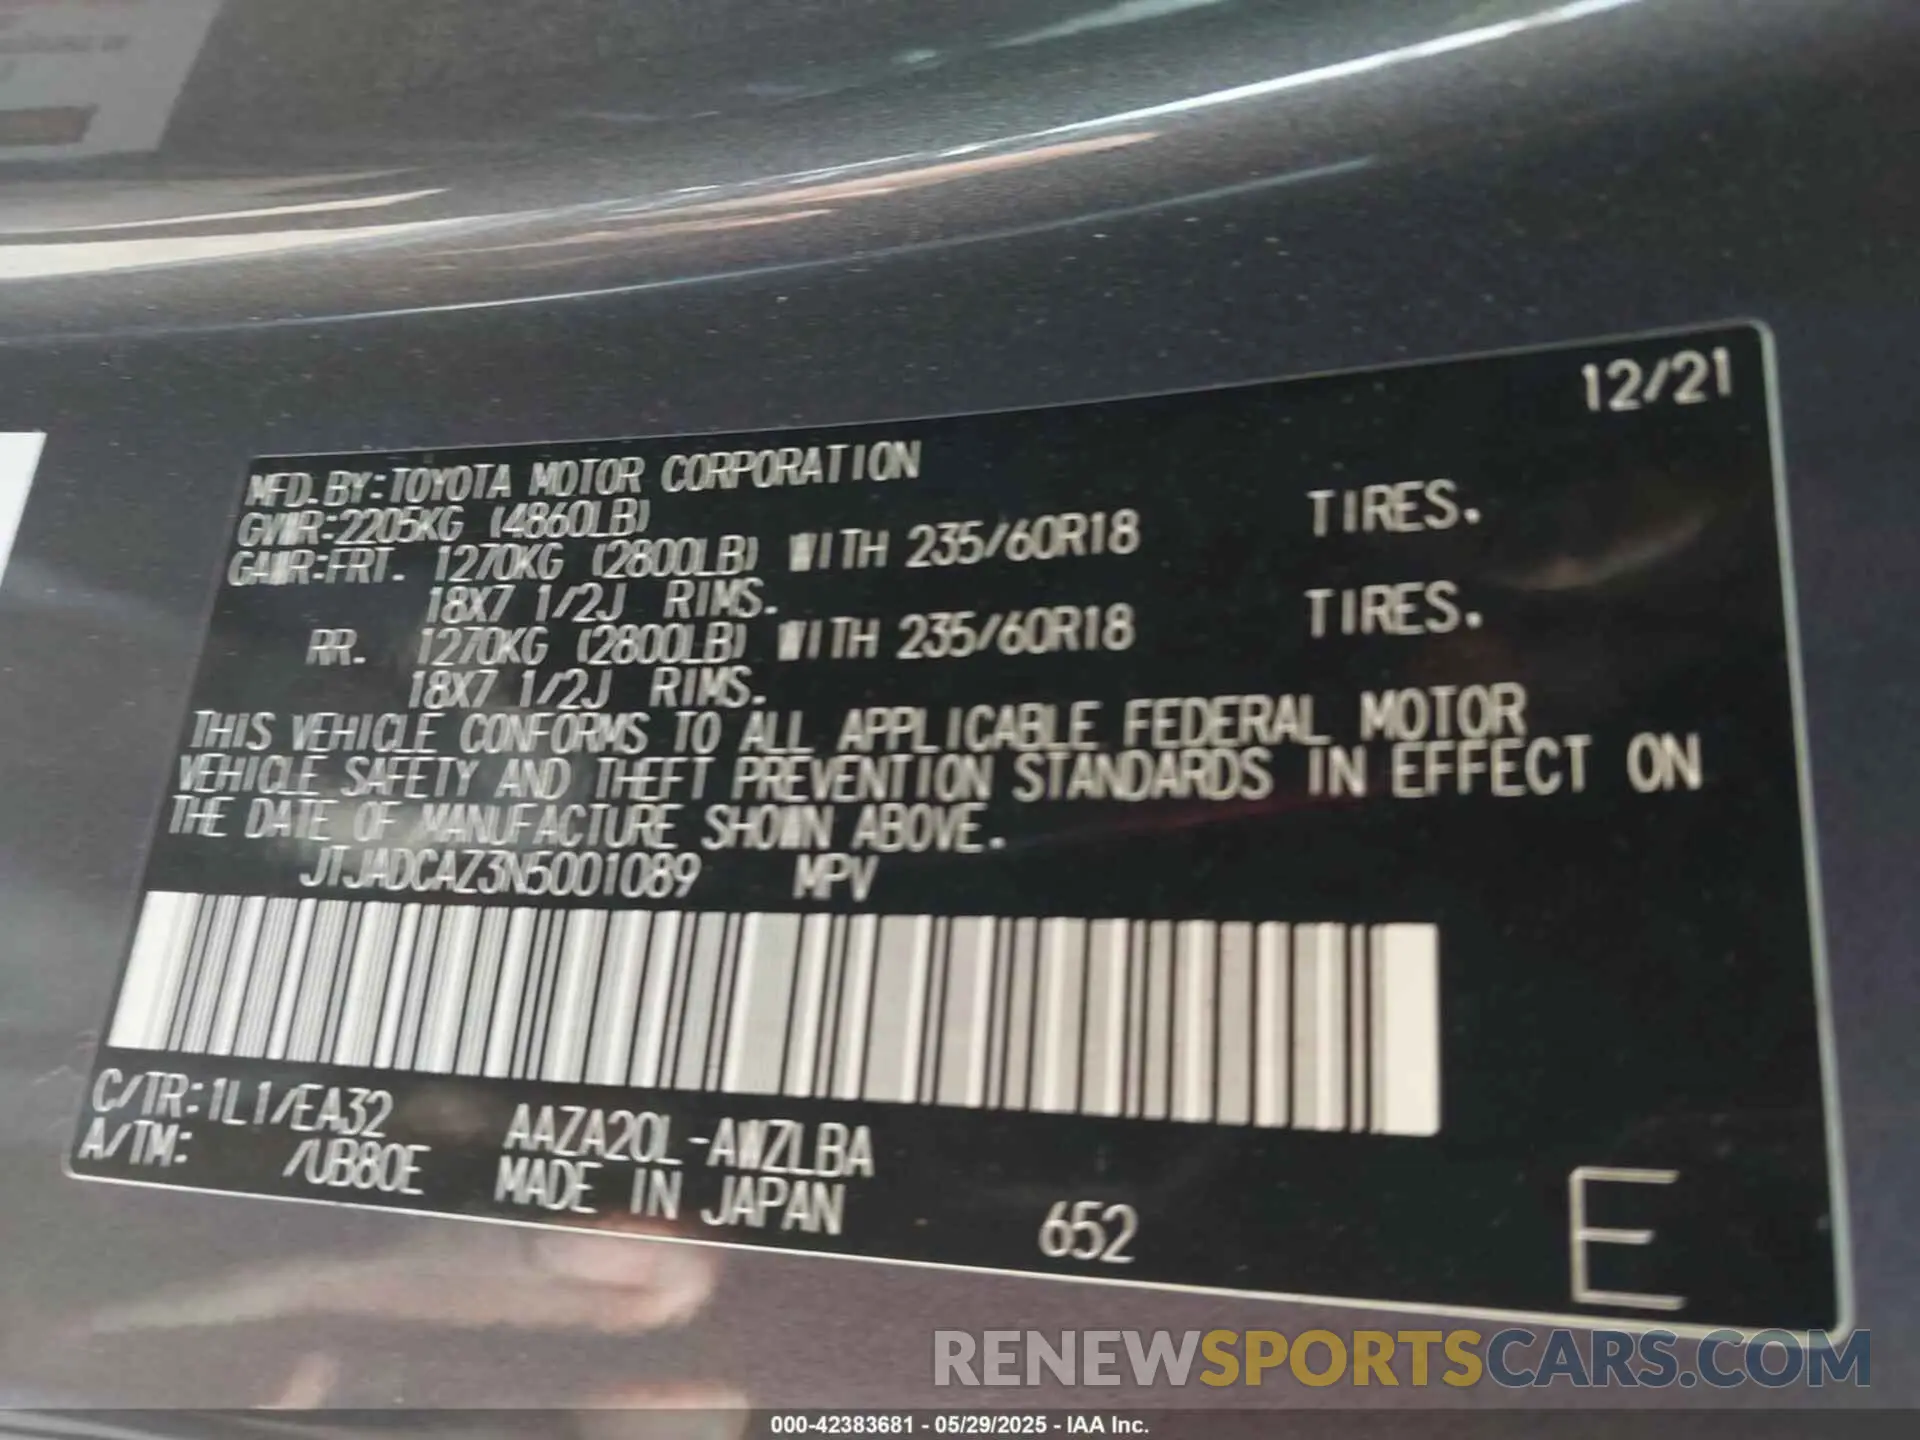 12/21
MFD.BY:TOYOTA MOTOR CORPORATION
GVWR:2205KG (4860LB)
GAWR:FRT. 1270KG (2800LB) WITH 235/60R18 TIRES.
18X7 1/2J RIMS.
RR. 1270KG (2800LB) WITH 235/60R18 TIRES.
18X7 1/2J RIMS.
THIS VEHICLE CONFORMS TO ALL APPLICABLE FEDERAL MOTOR
VEHICLE SAFETY AND THEFT PREVENTION STANDARDS IN EFFECT ON
THE DATE OF MANUFACTURE SHOWN ABOVE.
JTJADCAZ3N5001089 MPV
C/TR:1L1/EA32 AAZA20L-AWZLBA
A/TM: /UB80E MADE IN JAPAN 652
E
RENEWSPORTSCARS.COM
000-42383681 - 05/29/2025 - IAA Inc.